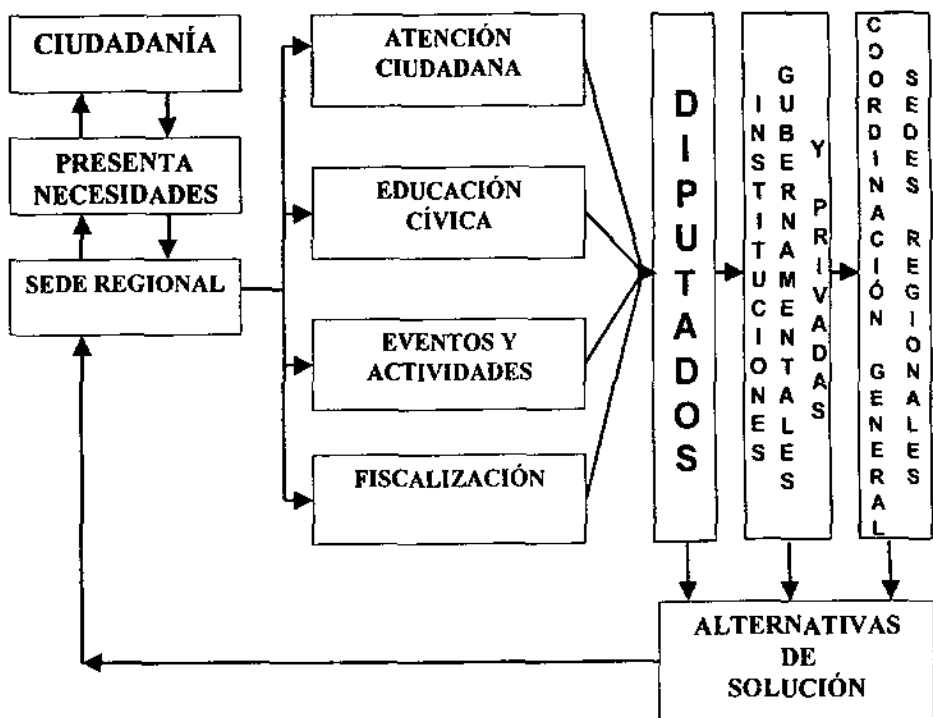 CIUDADANÍA
PRESENTA
NECESIDADES
SEDE REGIONAL
ATENCIÓN
CIUDADANA
EDUCACIÓN
CÍVICA
EVENTOS Y
ACTIVIDADES
FISCALIZACIÓN
DIPUTADOS
INSTITUCIONES
GUBERNAMENTALES
Y PRIVADAS
COORDINACIÓN GENERAL
SEDES REGIONALES
ALTERNATIVAS
DE
SOLUCIÓN